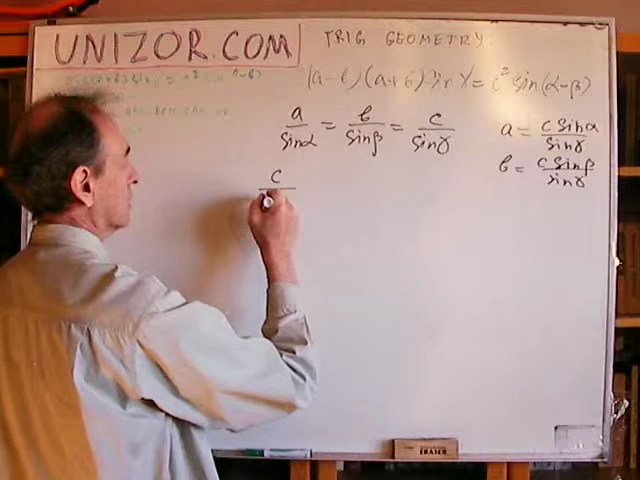 UNIZOR.COM
TRIG GEOMETRY
(a-b)(a+b) sin γ = c² sin(α-β)
a/sinα = b/sinβ = c/sinγ
a = c sinα/sinγ
b = c sinβ/sinγ
c
ERASER